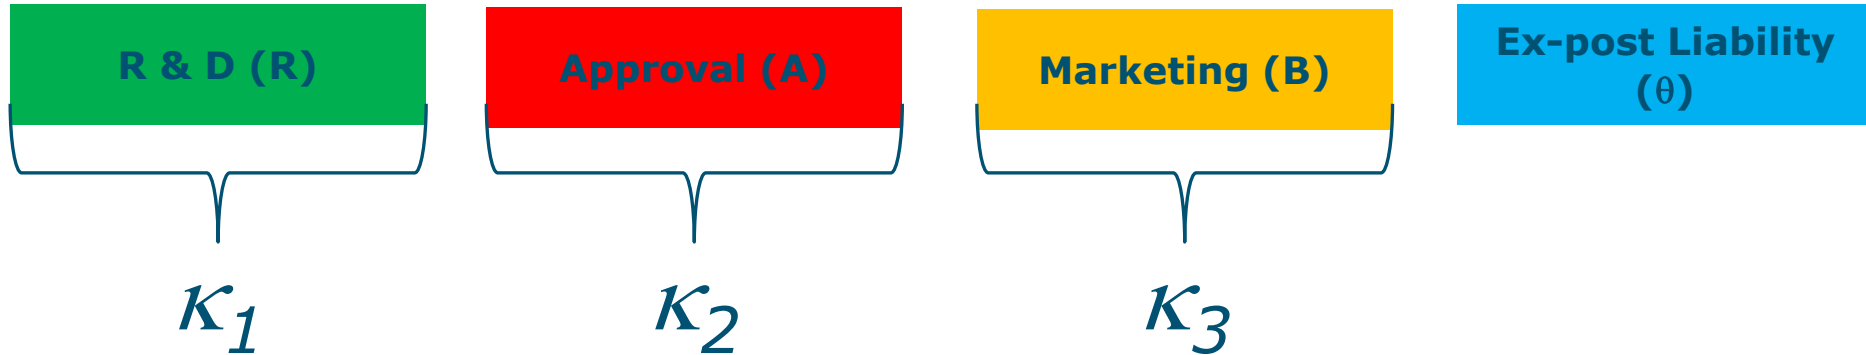 R & D (R)
Approval (A)
Marketing (B)
Ex-post Liability
(θ)
κ1
κ2
κ3